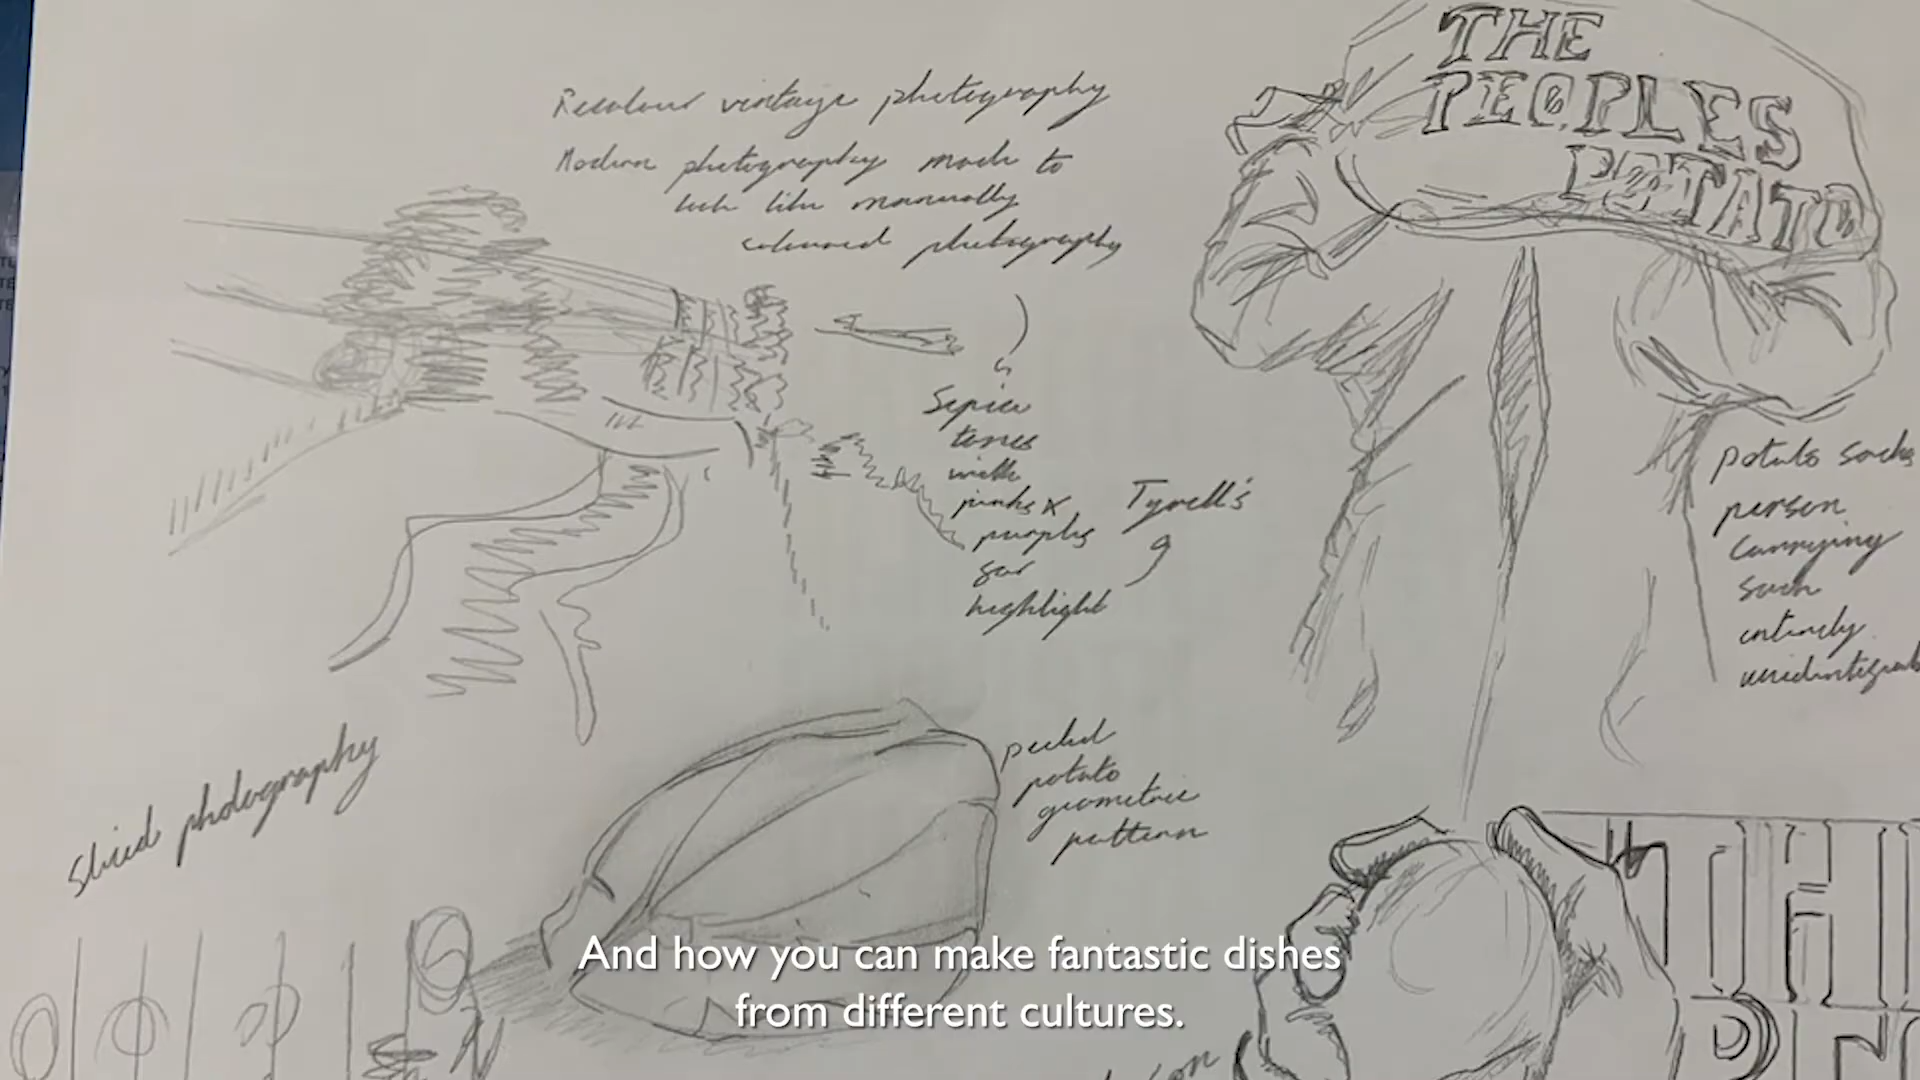 Recolour vintage photography
Modern photography made to
look like manually
coloured photography
Sepia
tones
with
pinks &
purples
for
highlight
Tyrell's
?
THE
PEOPLES
POTATO
potato sacks
person
carrying
sack
entirely
Sliced photography
peeled
potato
geometric
pattern
THE
PEO
And how you can make fantastic dishes
from different cultures.